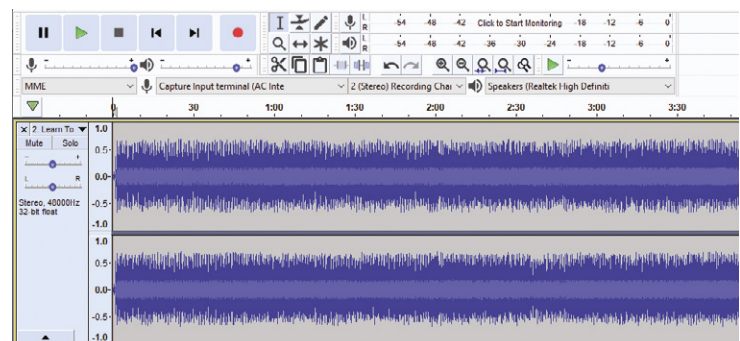 L R -54 -48 -42 Click to Start Monitoring -18 -12 -6 0
L R -54 -48 -42 -36 -30 -24 -18 -12 -6 0
- + - + - +
MME Capture Input terminal (AC Inte 2 (Stereo) Recording Chai Speakers (Realtek High Definiti
0 30 1:00 1:30 2:00 2:30 3:00 3:30
× 2. Learn To ▼ 1.0
Mute Solo 0.5
- +
L R 0.0
Stereo, 48000Hz -0.5
32-bit float
-1.0
1.0
0.5
0.0
-0.5
-1.0